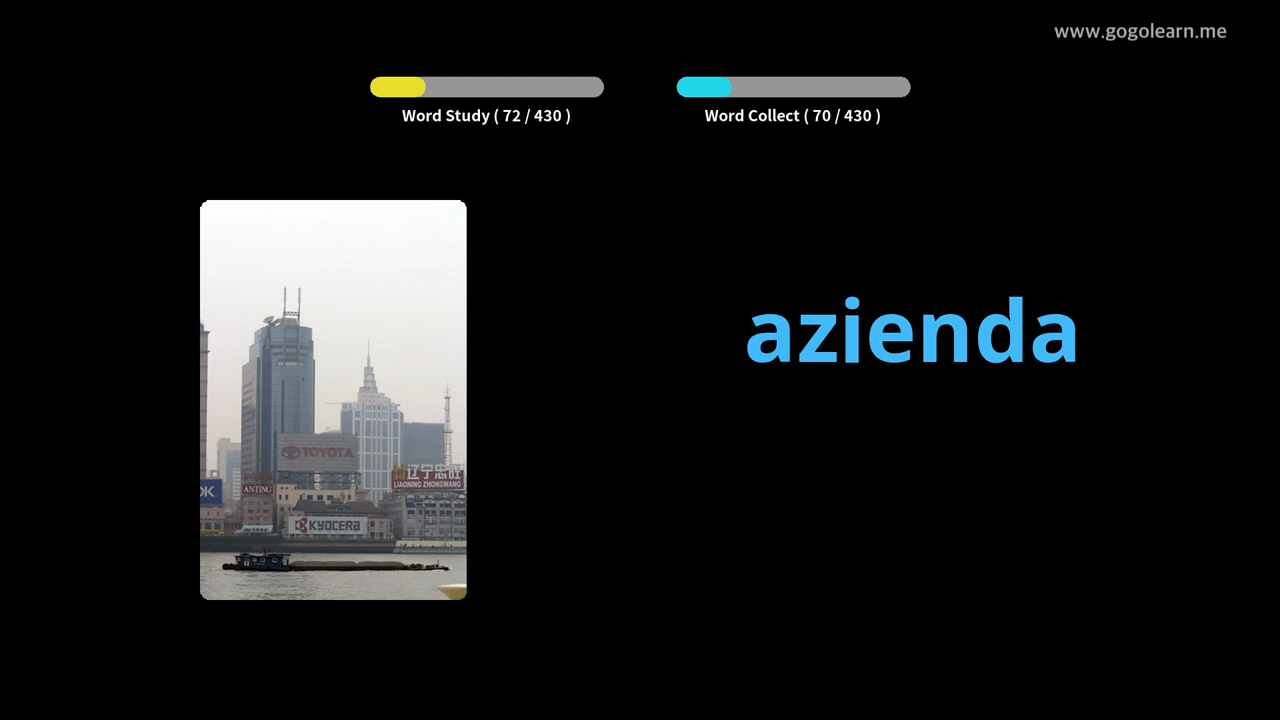 www.gogolearn.me
Word Study ( 72 / 430 )
Word Collect ( 70 / 430 )
azienda
TOYOTA
辽宁忠旺
LIAONING ZHONGWANG
OK
ANTING
KYOCERA